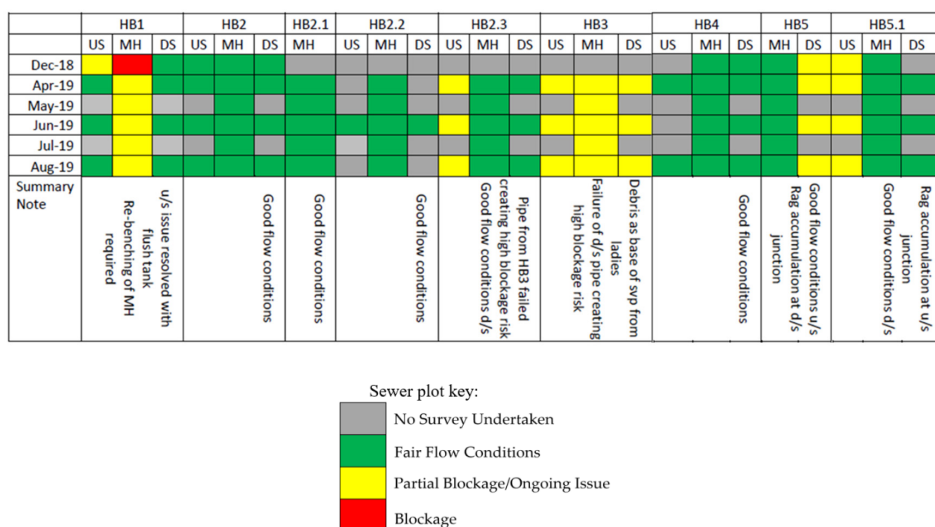 HB1 HB2 HB2.1 HB2.2 HB2.3 HB3 HB4 HB5 HB5.1
US MH DS US MH DS MH US MH DS US MH DS US MH DS US MH DS MH DS US MH DS
Dec-18
Apr-19
May-19
Jun-19
Jul-19
Aug-19
Summary
Note
u/s issue resolved with
flush tank
Re-benching of MH
required
Good flow conditions
Good flow conditions
Good flow conditions
Pipe from HB3 failed
creating high blockage risk
Good flow conditions d/s
Debris as base of svp from
ladies
Failure of d/s pipe creating
high blockage risk
Good flow conditions
Good flow conditions u/s
Rag accumulation at d/s
junction
Rag accumulation at u/s
junction
Good flow conditions d/s
Sewer plot key:
No Survey Undertaken
Fair Flow Conditions
Partial Blockage/Ongoing Issue
Blockage